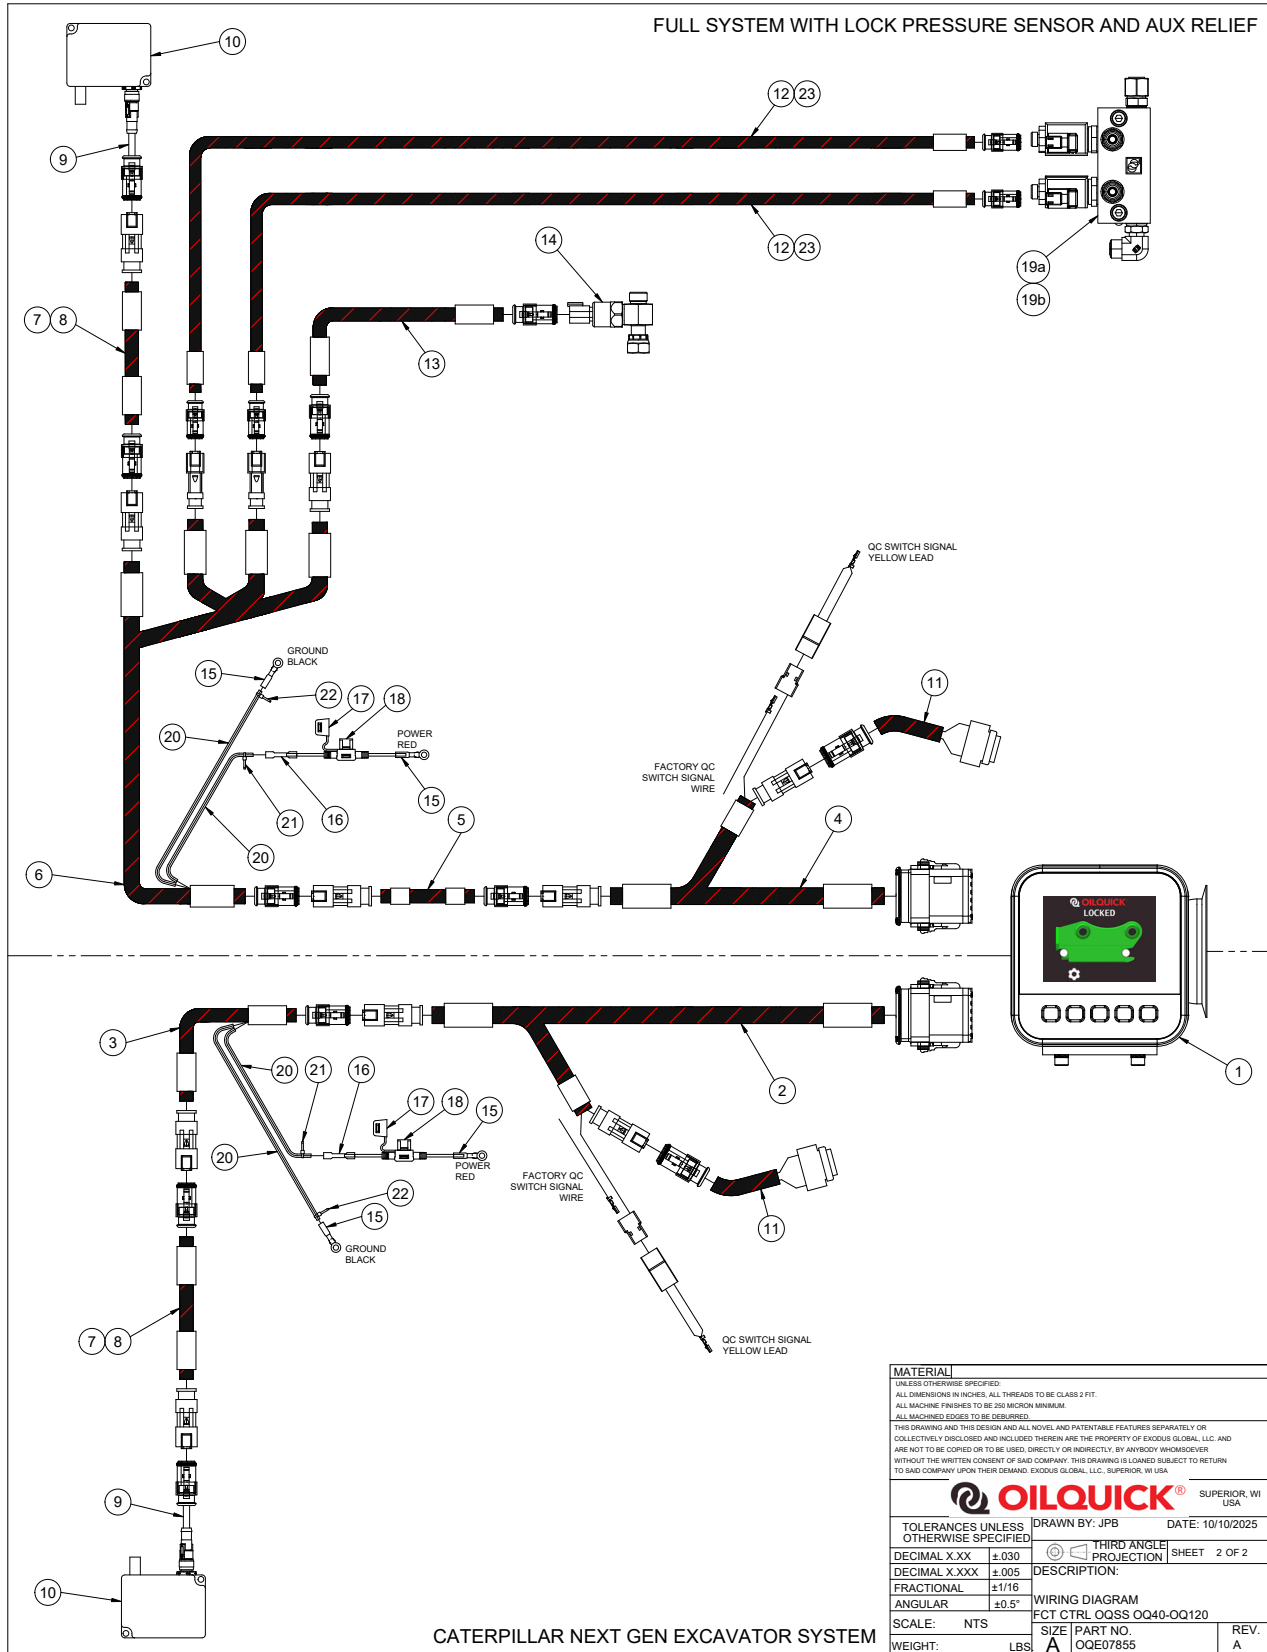 FULL SYSTEM WITH LOCK PRESSURE SENSOR AND AUX RELIEF
10
12 23
9
12 23
14
19a
19b
7 8
13
QC SWITCH SIGNAL
YELLOW LEAD
GROUND
BLACK
15
22
17
18
11
20
POWER
RED
FACTORY QC
SWITCH SIGNAL
WIRE
21
16
15
20
5
4
6
OILQUICK
LOCKED
3
20
21
16
2
1
17
18
15
20
POWER
RED
FACTORY QC
SWITCH SIGNAL
WIRE
22
15
11
GROUND
BLACK
7 8
QC SWITCH SIGNAL
YELLOW LEAD
9
10
CATERPILLAR NEXT GEN EXCAVATOR SYSTEM
MATERIAL
UNLESS OTHERWISE SPECIFIED:
ALL DIMENSIONS IN INCHES, ALL THREADS TO BE CLASS 2 FIT.
ALL MACHINE FINISHES TO BE 250 MICRON MINIMUM.
ALL MACHINED EDGES TO BE DEBURRED.
THIS DRAWING AND THIS DESIGN AND ALL NOVEL AND PATENTABLE FEATURES SEPARATELY OR
COLLECTIVELY DISCLOSED AND INCLUDED THEREIN ARE THE PROPERTY OF EXODUS GLOBAL, LLC. AND
ARE NOT TO BE COPIED OR TO BE USED, DIRECTLY OR INDIRECTLY, BY ANYBODY WHOMSOEVER
WITHOUT THE WRITTEN CONSENT OF SAID COMPANY. THIS DRAWING IS LOANED SUBJECT TO RETURN
TO SAID COMPANY UPON THEIR DEMAND. EXODUS GLOBAL, LLC., SUPERIOR, WI USA
OILQUICK®
SUPERIOR, WI
USA
TOLERANCES UNLESS
OTHERWISE SPECIFIED
DRAWN BY: JPB
DATE: 10/10/2025
THIRD ANGLE
PROJECTION
SHEET 2 OF 2
DECIMAL X.XX ±.030
DECIMAL X.XXX ±.005
FRACTIONAL ±1/16
ANGULAR ±0.5°
DESCRIPTION:
WIRING DIAGRAM
FCT CTRL OQSS OQ40-OQ120
SCALE: NTS
WEIGHT: LBS
SIZE
A
PART NO.
OQE07855
REV.
A